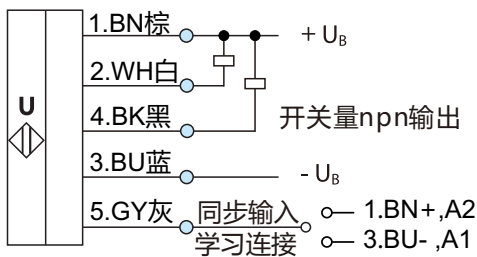 1.BN棕
+ UB
2.WH白
U
4.BK黑
开关量npn输出
3.BU蓝
- UB
5.GY灰
同步输入
学习连接
1.BN+,A2
3.BU- ,A1